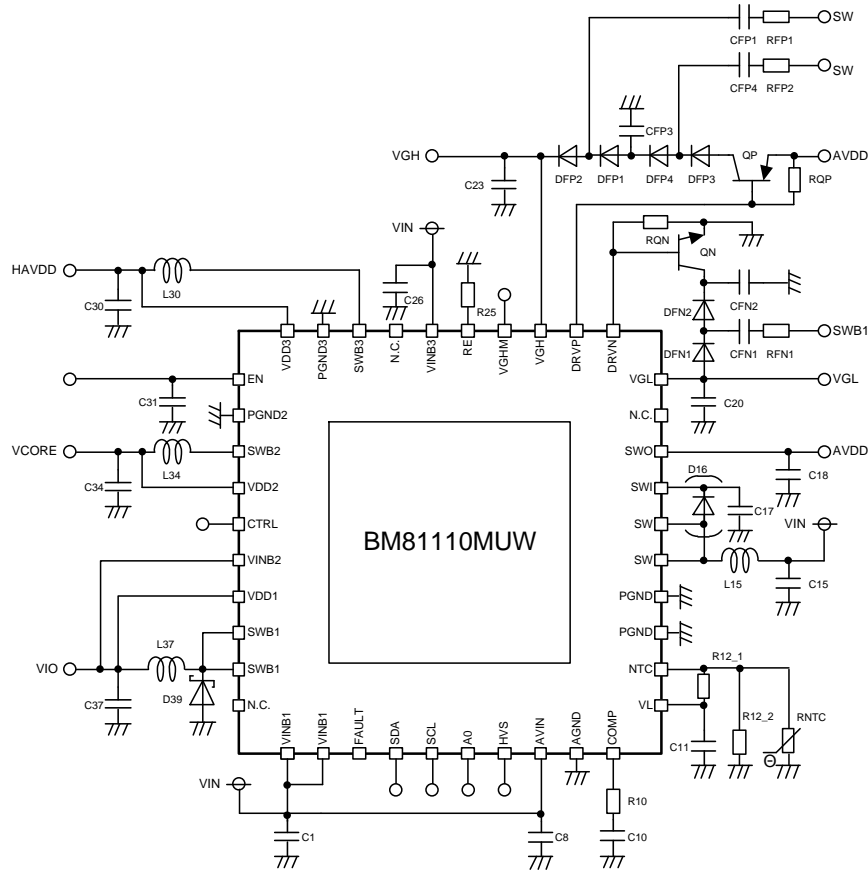 SW
CFP1 RFP1
SW
CFP4 RFP2
CFP3
VGH
QP
AVDD
C23
DFP2 DFP1 DFP4 DFP3
RQP
VIN
RQN
QN
HAVDD
L30
C30
C26
R25
DFN2
CFN2
SWB1
DFN1
CFN1 RFN1
VDD3
PGND3
SWB3
N.C.
VINB3
RE
VGHM
VGH
DRVP
DRVN
EN
VGL
VGL
C31
C20
PGND2
N.C.
VCORE
SWB2
SWO
AVDD
L34
C34
D16
C18
VDD2
SWI
C17
VIN
CTRL
BM81110MUW
SW
VINB2
SW
L15
C15
VDD1
PGND
SWB1
PGND
L37
VIO
SWB1
NTC
R12_1
C37
D39
N.C.
VL
R12_2
RNTC
C11
VINB1
VINB1
FAULT
SDA
SCL
A0
HVS
AVIN
AGND
COMP
VIN
R10
C1
C8
C10